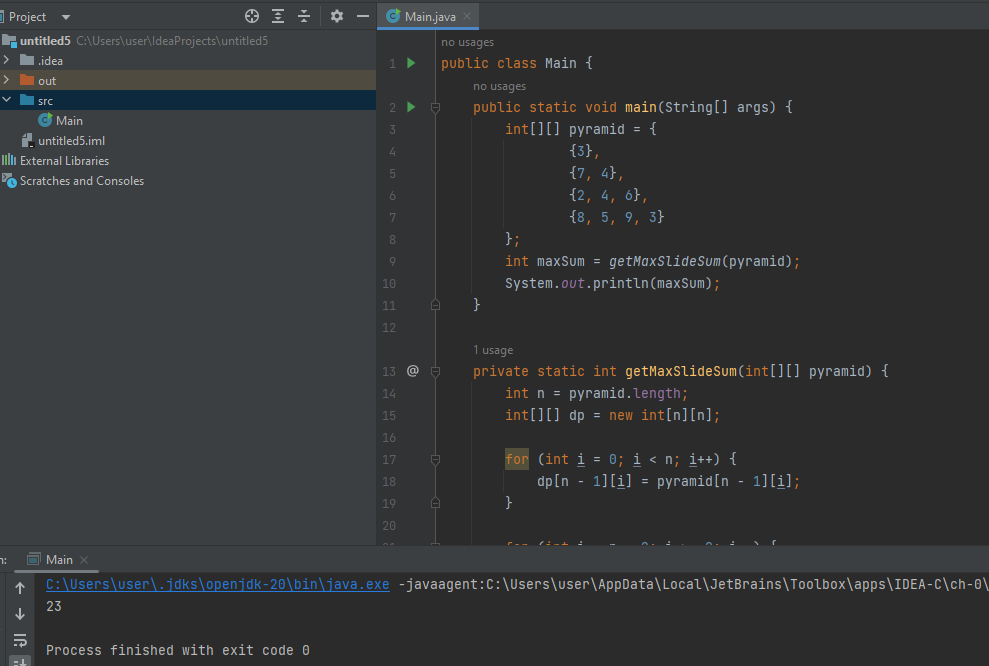 Project
untitled5 C:\Users\user\IdeaProjects\untitled5
.idea
out
src
Main
untitled5.iml
External Libraries
Scratches and Consoles
Main.java
no usages
1 public class Main {
no usages
2 public static void main(String[] args) {
3 int[][] pyramid = {
4 {3},
5 {7, 4},
6 {2, 4, 6},
7 {8, 5, 9, 3}
8 };
9 int maxSum = getMaxSlideSum(pyramid);
10 System.out.println(maxSum);
11 }
12
1 usage
13 @ private static int getMaxSlideSum(int[][] pyramid) {
14 int n = pyramid.length;
15 int[][] dp = new int[n][n];
16
17 for (int i = 0; i < n; i++) {
18 dp[n - 1][i] = pyramid[n - 1][i];
19 }
20
Main
C:\Users\user\.jdks\openjdk-20\bin\java.exe -javaagent:C:\Users\user\AppData\Local\JetBrains\Toolbox\apps\IDEA-C\ch-0\
23
Process finished with exit code 0